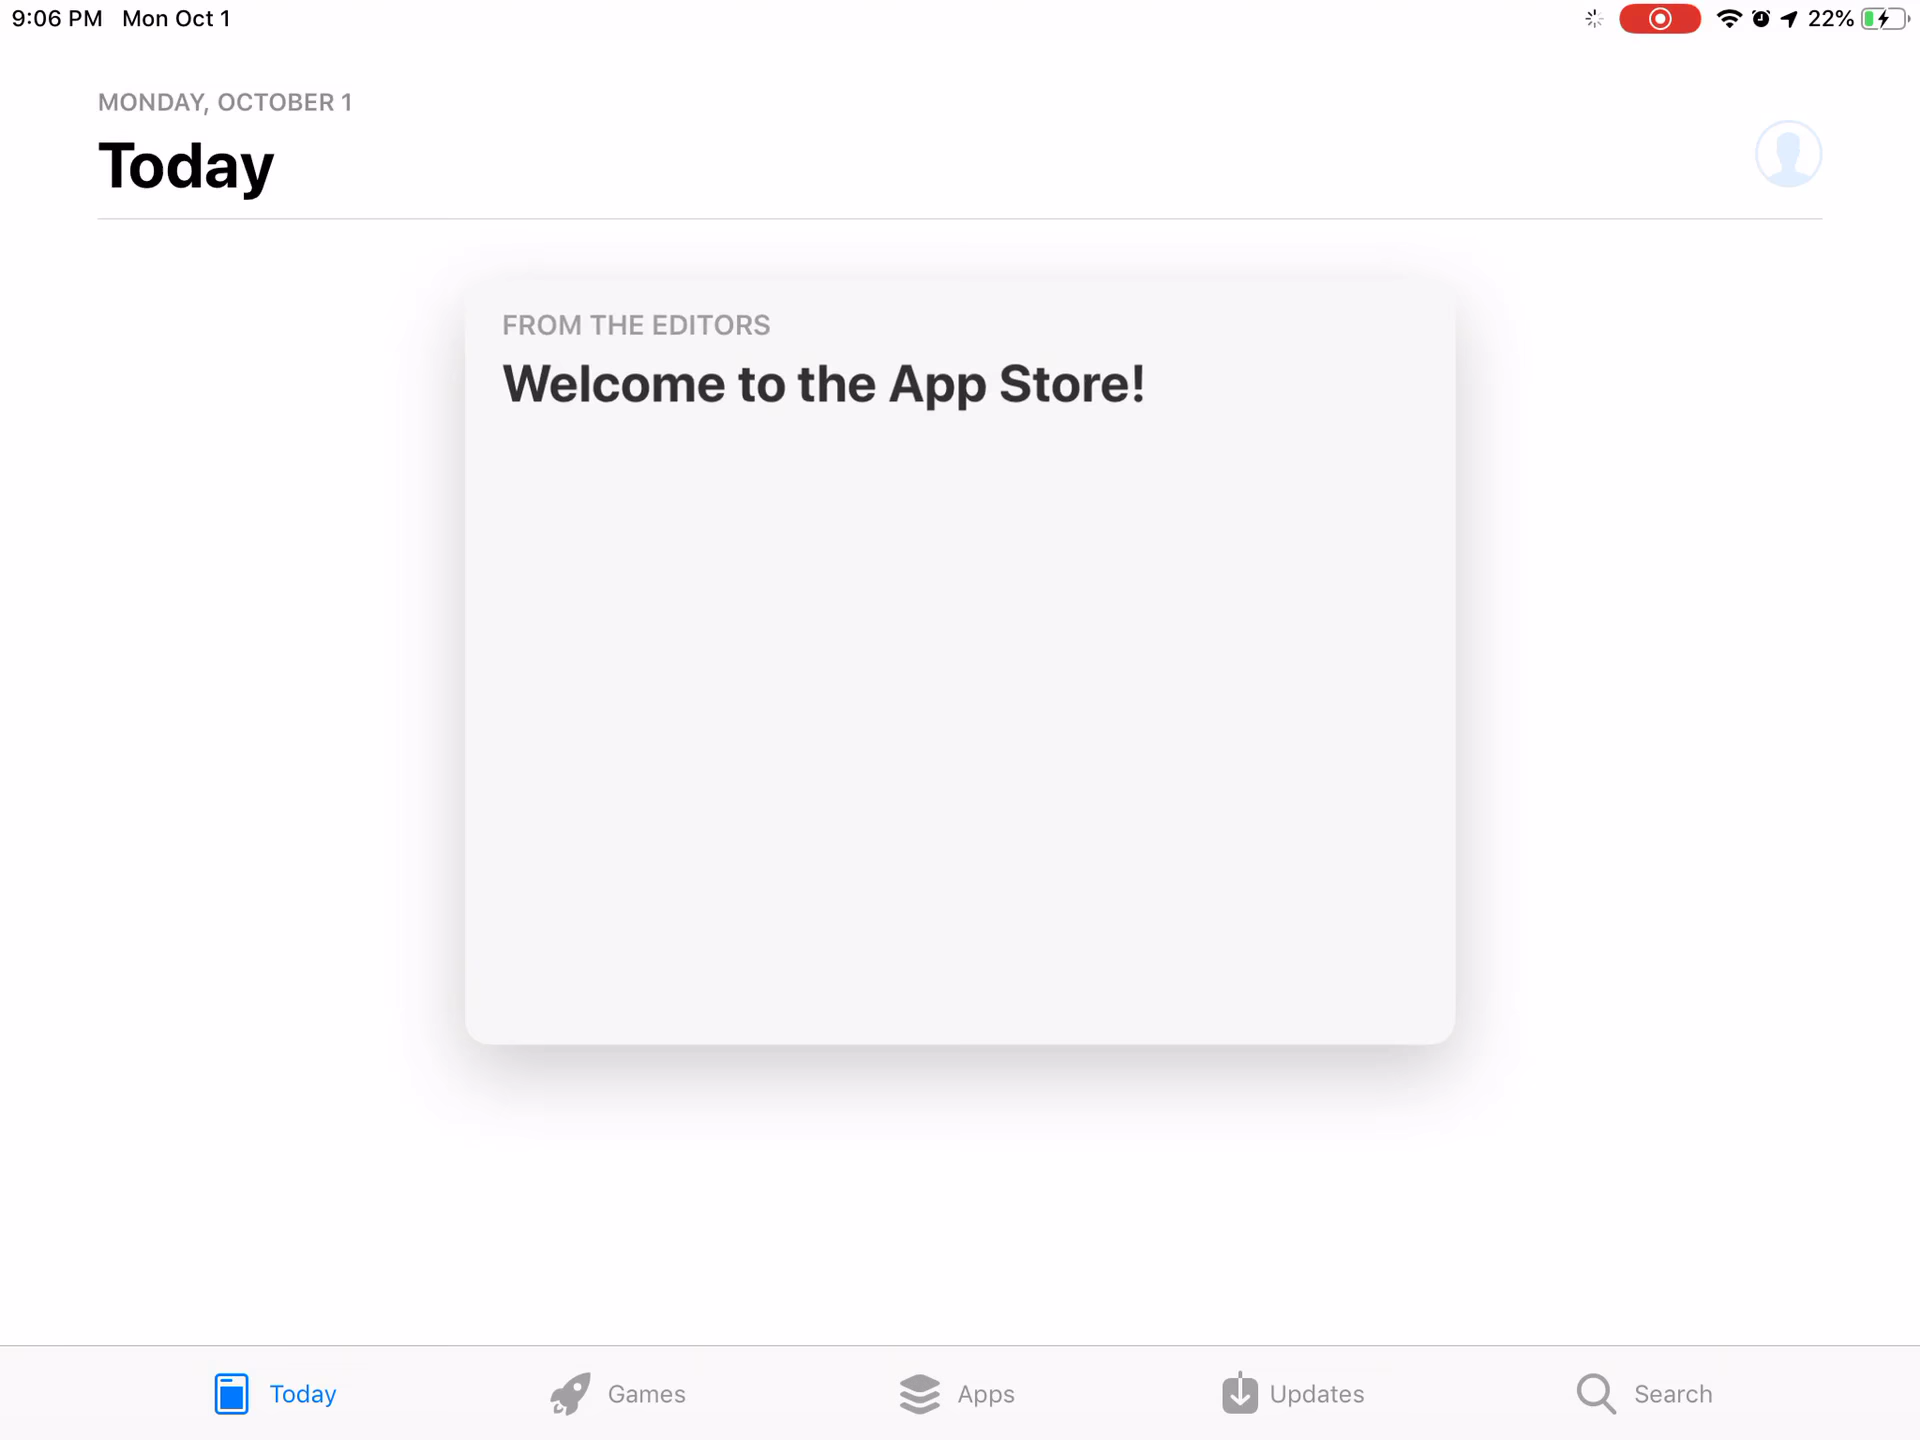 9:06 PM Mon Oct 1 22%
MONDAY, OCTOBER 1
Today
FROM THE EDITORS
Welcome to the App Store!
Today Games Apps Updates Search